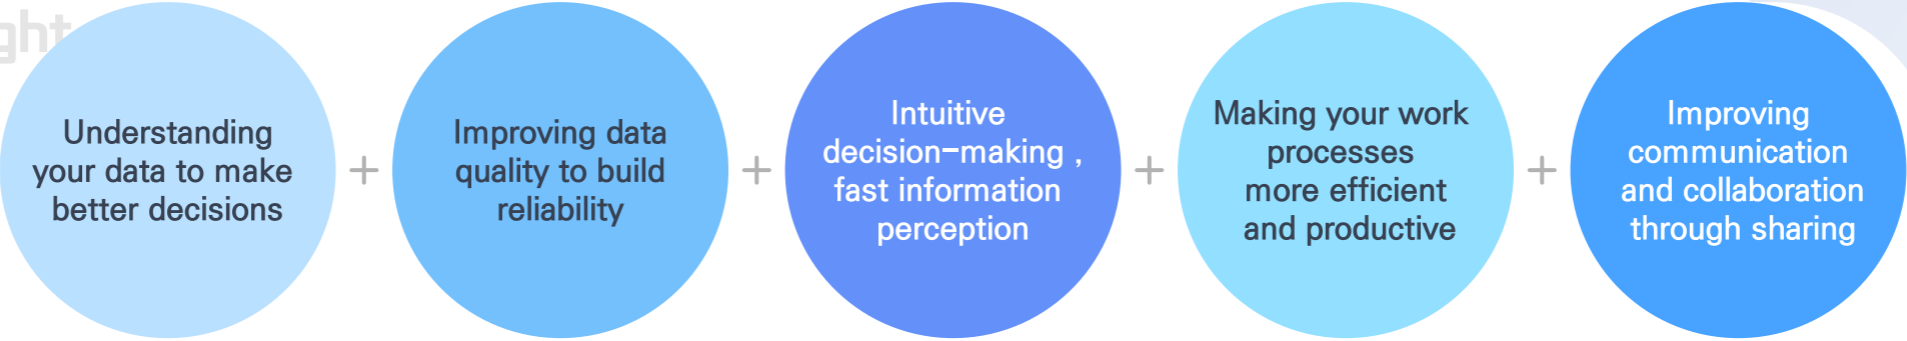 ght
Understanding
your data to make
better decisions
+
Improving data
quality to build
reliability
+
Intuitive
decision-making ,
fast information
perception
+
Making your work
processes
more efficient
and productive
+
Improving
communication
and collaboration
through sharing